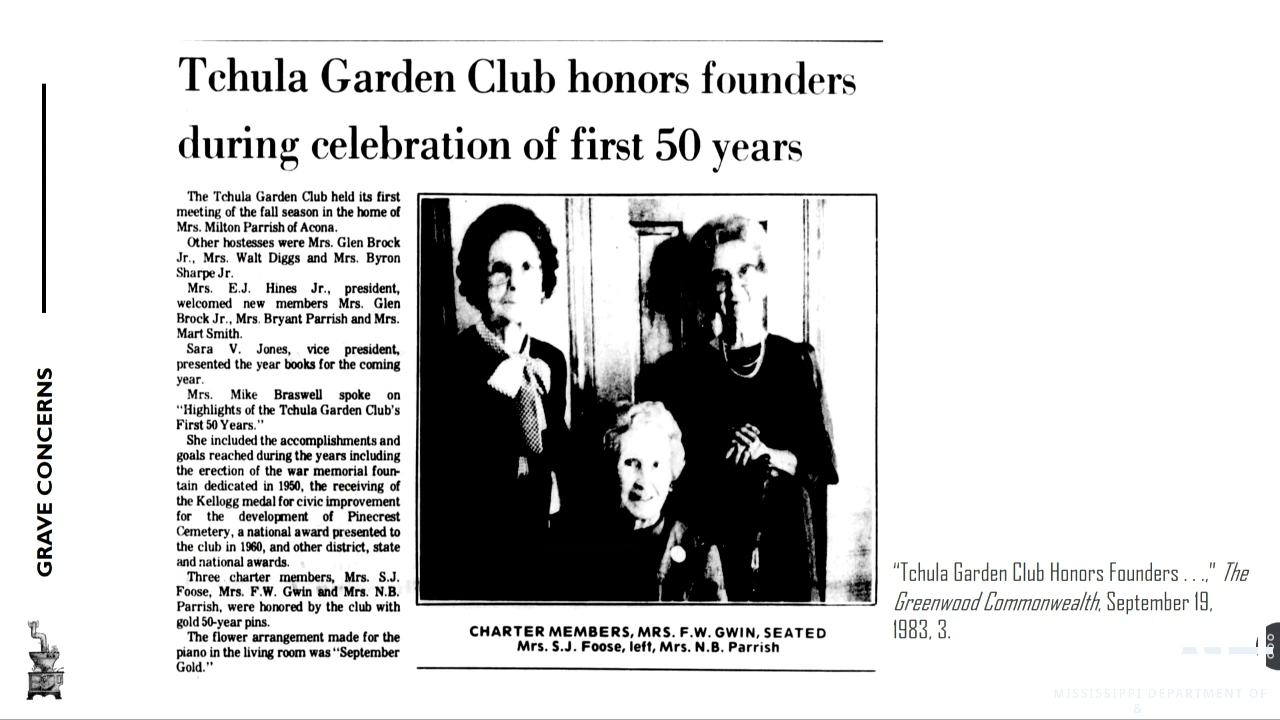 Tchula Garden Club honors founders
during celebration of first 50 years
The Tchula Garden Club held its first
meeting of the fall season in the home of
Mrs. Milton Parrish of Acona.
Other hostesses were Mrs. Glen Brock
Jr., Mrs. Walt Diggs and Mrs. Byron
Sharpe Jr.
Mrs. E.J. Hines Jr., president,
welcomed new members Mrs. Glen
Brock Jr., Mrs. Bryant Parrish and Mrs.
Mart Smith.
Sara V. Jones, vice president,
presented the year books for the coming
year.
Mrs. Mike Braswell spoke on
"Highlights of the Tchula Garden Club's
First 50 Years."
She included the accomplishments and
goals reached during the years including
the erection of the war memorial foun-
tain dedicated in 1950, the receiving of
the Kellogg medal for civic improvement
for the development of Pinecrest
Cemetery, a national award presented to
the club in 1960, and other district, state
and national awards.
Three charter members, Mrs. S.J.
Foose, Mrs. F.W. Gwin and Mrs. N.B.
Parrish, were honored by the club with
gold 50-year pins.
The flower arrangement made for the
piano in the living room was "September
Gold."
CHARTER MEMBERS, MRS. F.W. GWIN, SEATED
Mrs. S.J. Foose, left, Mrs. N.B. Parrish
"Tchula Garden Club Honors Founders . . .," The
Greenwood Commonwealth, September 19,
1983, 3.
GRAVE CONCERNS
MISSISSIPPI DEPARTMENT OF
&